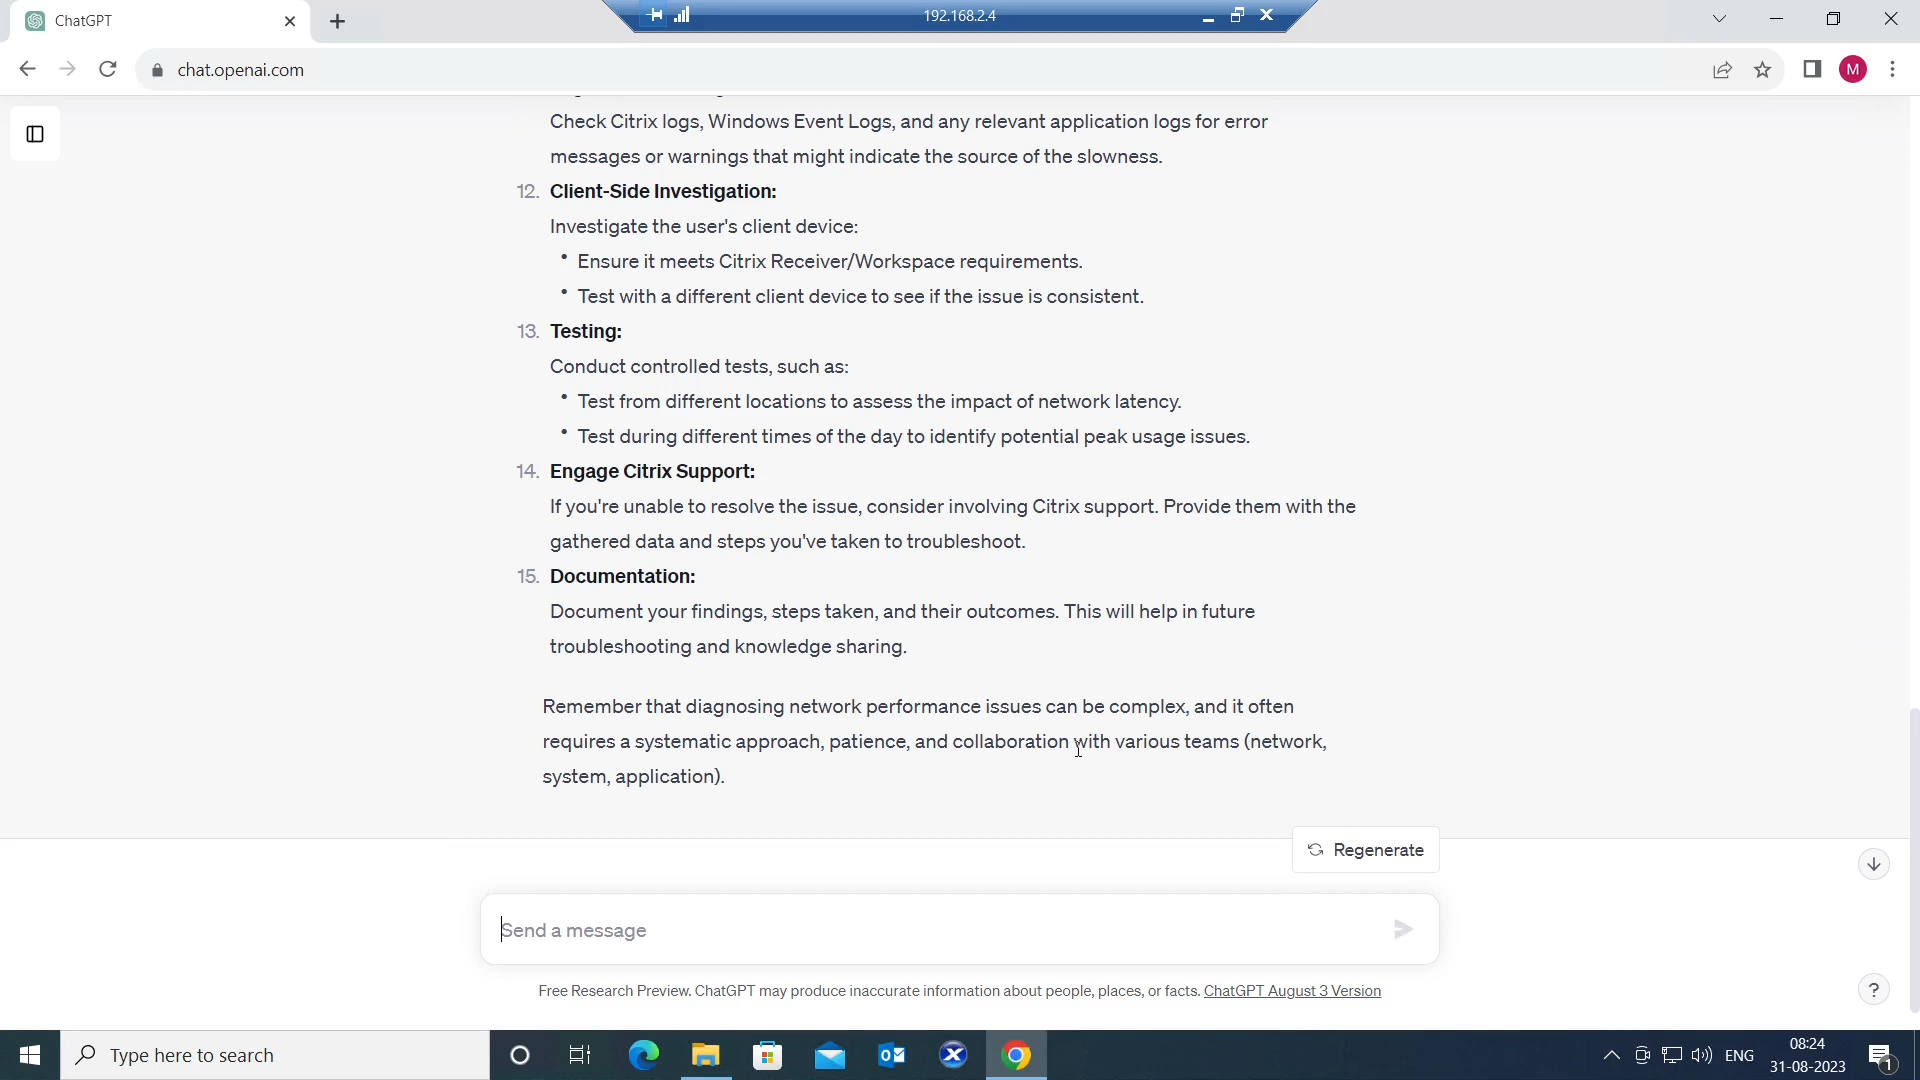 ChatGPT
192.168.2.4
chat.openai.com
M
Check Citrix logs, Windows Event Logs, and any relevant application logs for error
messages or warnings that might indicate the source of the slowness.
12. Client-Side Investigation:
Investigate the user's client device:
• Ensure it meets Citrix Receiver/Workspace requirements.
• Test with a different client device to see if the issue is consistent.
13. Testing:
Conduct controlled tests, such as:
• Test from different locations to assess the impact of network latency.
• Test during different times of the day to identify potential peak usage issues.
14. Engage Citrix Support:
If you're unable to resolve the issue, consider involving Citrix support. Provide them with the
gathered data and steps you've taken to troubleshoot.
15. Documentation:
Document your findings, steps taken, and their outcomes. This will help in future
troubleshooting and knowledge sharing.
Remember that diagnosing network performance issues can be complex, and it often
requires a systematic approach, patience, and collaboration with various teams (network,
system, application).
Regenerate
Send a message
Free Research Preview. ChatGPT may produce inaccurate information about people, places, or facts. ChatGPT August 3 Version
?
Type here to search
ENG
08:24
31-08-2023
1